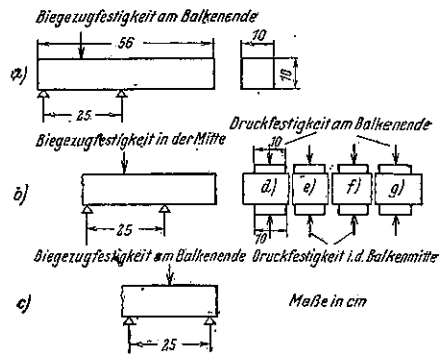 Biegezugfestigkeit am Balkenende
56
10
a)
10
25
Biegezugfestigkeit in der Mitte
Druckfestigkeit am Balkenende
10
b)
d) e) f) g)
25
10
Biegezugfestigkeit am Balkenende
Druckfestigkeit i.d. Balkenmitte
c)
Maße in cm
25